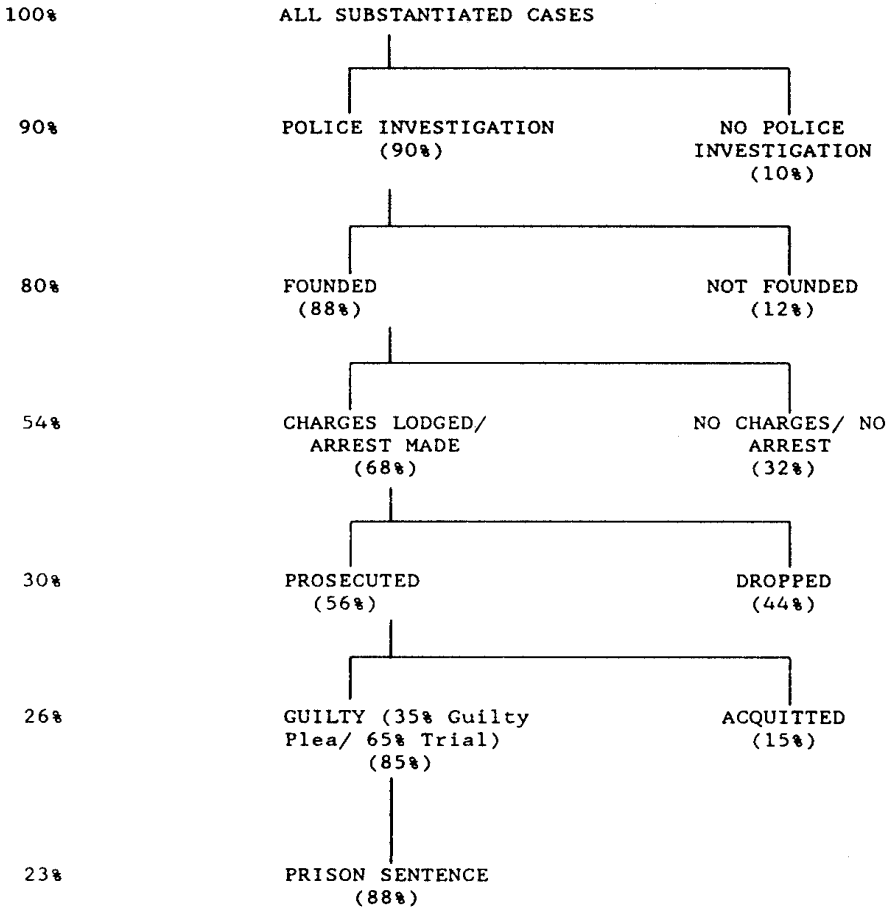 100% ALL SUBSTANTIATED CASES
90% POLICE INVESTIGATION NO POLICE
(90%) INVESTIGATION
(10%)
80% FOUNDED NOT FOUNDED
(88%) (12%)
54% CHARGES LODGED/ NO CHARGES/ NO
ARREST MADE ARREST
(68%) (32%)
30% PROSECUTED DROPPED
(56%) (44%)
26% GUILTY (35% Guilty ACQUITTED
Plea/ 65% Trial) (15%)
(85%)
23% PRISON SENTENCE
(88%)